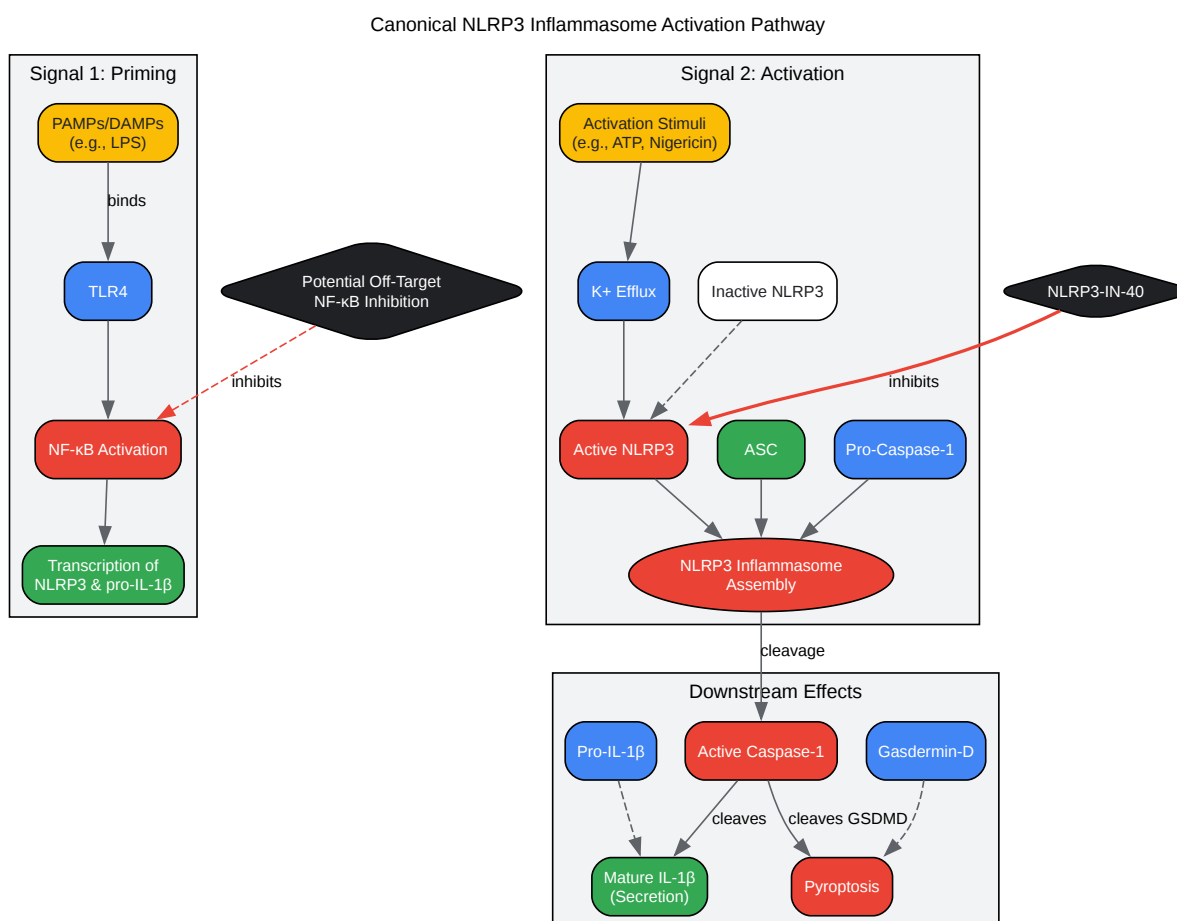 Canonical NLRP3 Inflammasome Activation Pathway
Signal 1: Priming
PAMPs/DAMPs
(e.g., LPS)
binds
TLR4
NF-κB Activation
Transcription of
NLRP3 & pro-IL-1β
Potential Off-Target
NF-κB Inhibition
inhibits
Signal 2: Activation
Activation Stimuli
(e.g., ATP, Nigericin)
K+ Efflux
Inactive NLRP3
NLRP3-IN-40
inhibits
Active NLRP3
ASC
Pro-Caspase-1
NLRP3 Inflammasome
Assembly
cleavage
Downstream Effects
Pro-IL-1β
Active Caspase-1
Gasdermin-D
cleaves
cleaves GSDMD
Mature IL-1β
(Secretion)
Pyroptosis